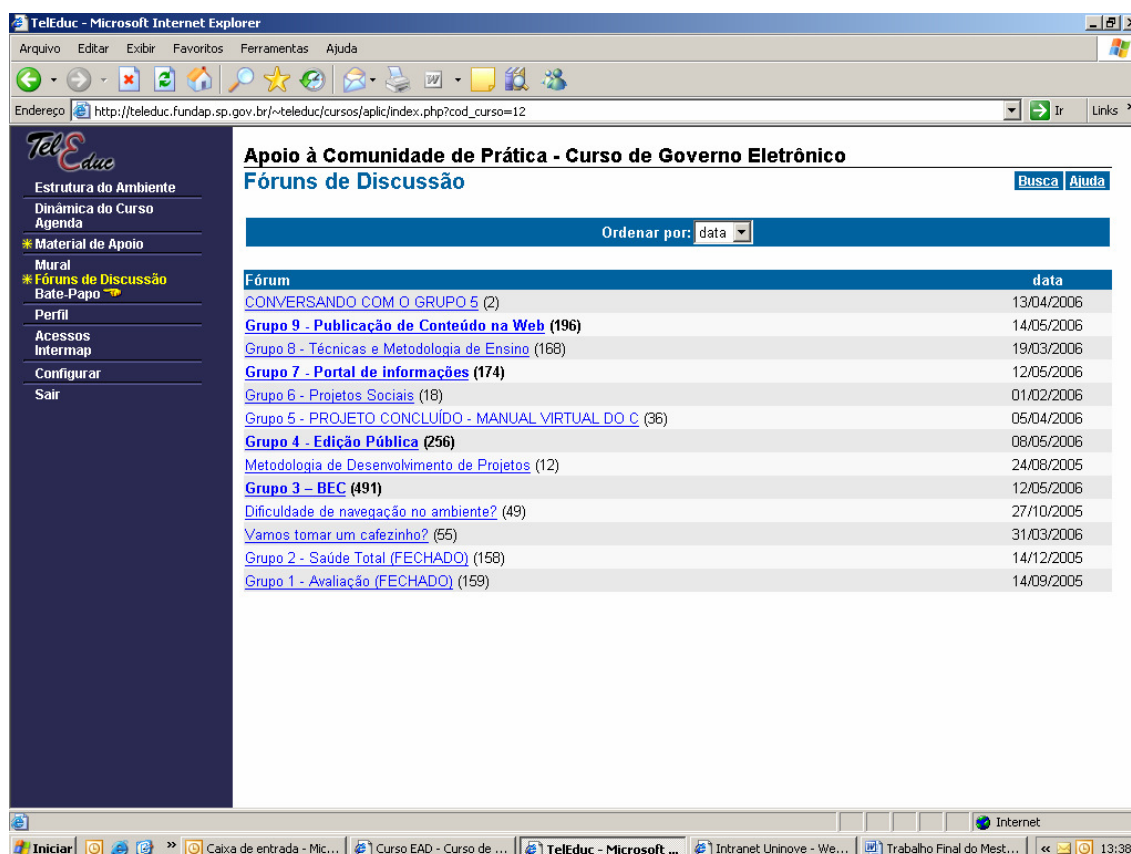 TelEduc - Microsoft Internet Explorer
Arquivo Editar Exibir Favoritos Ferramentas Ajuda
Endereço http://teleduc.fundap.sp.gov.br/~teleduc/cursos/aplic/index.php?cod_curso=12 Ir Links
TelEduc
Estrutura do Ambiente
Dinâmica do Curso
Agenda
Material de Apoio
Mural
Fóruns de Discussão
Bate-Papo
Perfil
Acessos
Intermap
Configurar
Sair
Apoio à Comunidade de Prática - Curso de Governo Eletrônico
Fóruns de Discussão Busca Ajuda
Ordenar por: data
Fórum data
CONVERSANDO COM O GRUPO 5 (2) 13/04/2006
Grupo 9 - Publicação de Conteúdo na Web (196) 14/05/2006
Grupo 8 - Técnicas e Metodologia de Ensino (168) 19/03/2006
Grupo 7 - Portal de informações (174) 12/05/2006
Grupo 6 - Projetos Sociais (18) 01/02/2006
Grupo 5 - PROJETO CONCLUÍDO - MANUAL VIRTUAL DO C (36) 05/04/2006
Grupo 4 - Edição Pública (256) 08/05/2006
Metodologia de Desenvolvimento de Projetos (12) 24/08/2005
Grupo 3 – BEC (491) 12/05/2006
Dificuldade de navegação no ambiente? (49) 27/10/2005
Vamos tomar um cafezinho? (55) 31/03/2006
Grupo 2 - Saúde Total (FECHADO) (158) 14/12/2005
Grupo 1 - Avaliação (FECHADO) (159) 14/09/2005
Internet
Iniciar » Caixa de entrada - Mic... Curso EAD - Curso de ... TelEduc - Microsoft ... Intranet Uninove - We... Trabalho Final do Mest... « 13:38